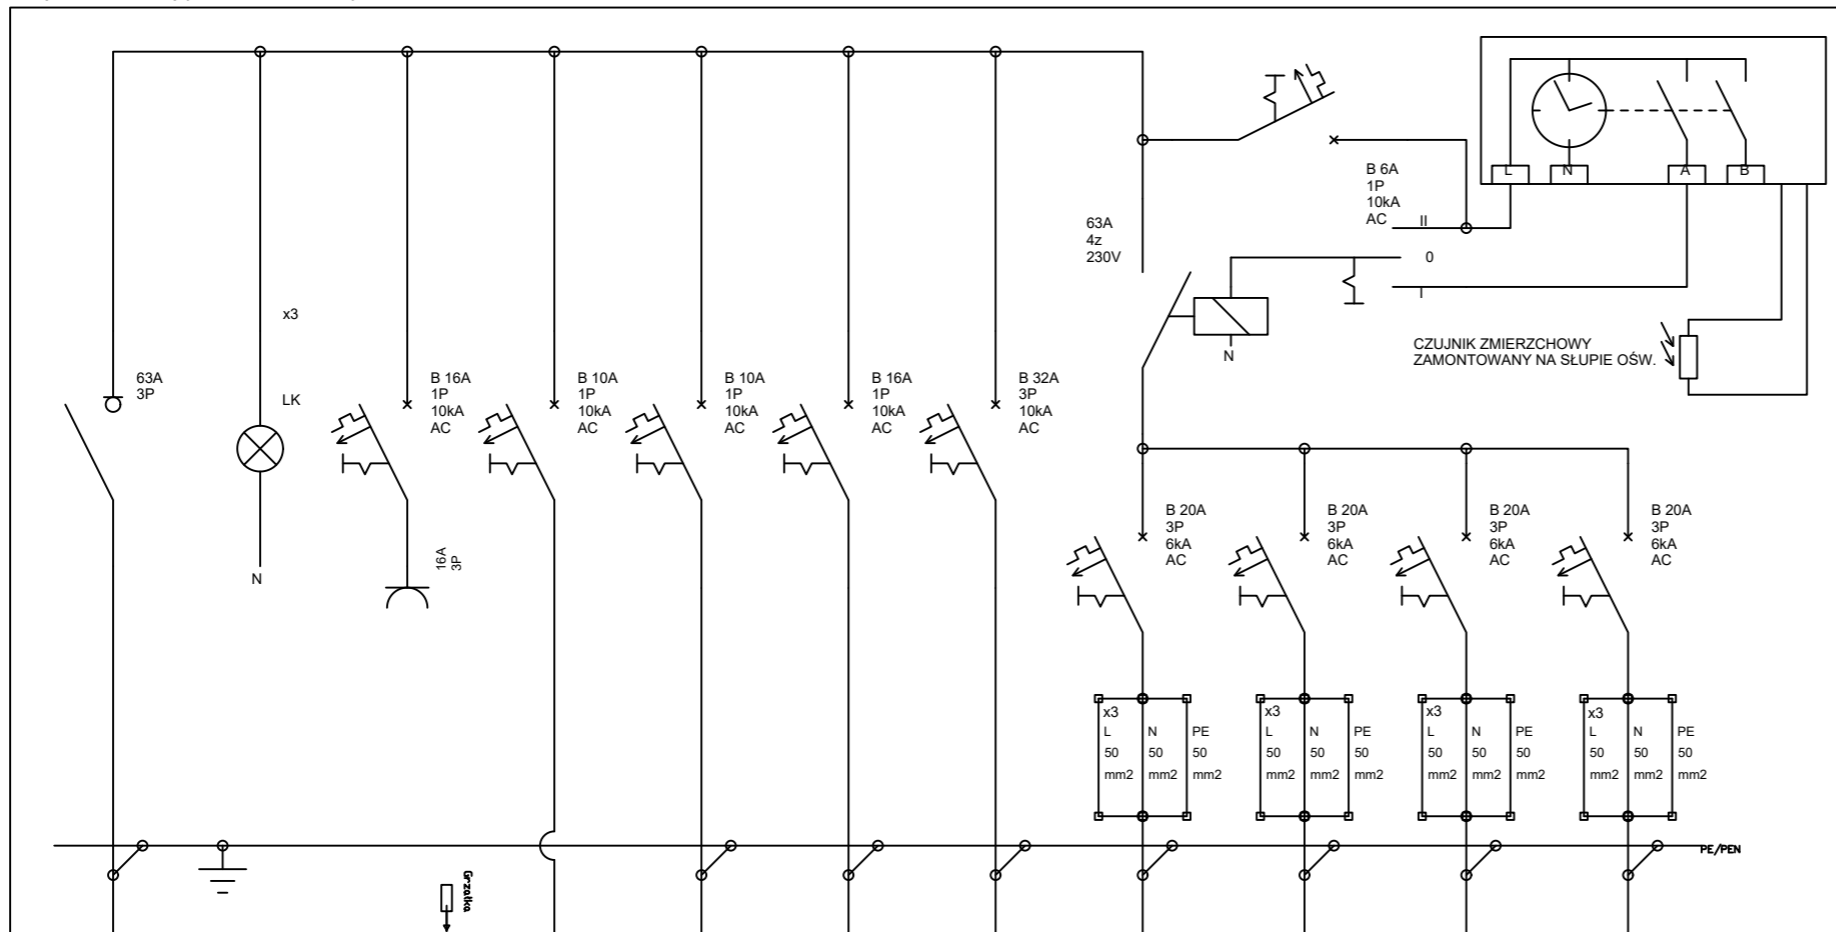 L
N
A
B
B 6A
1P
10kA
AC
II
63A
4z
230V
0
I
N
CZUJNIK ZMIERZCHOWY
ZAMONTOWANY NA SŁUPIE OŚW.
x3
LK
N
63A
3P
B 16A
1P
10kA
AC
16A
3P
B 10A
1P
10kA
AC
B 10A
1P
10kA
AC
B 16A
1P
10kA
AC
B 32A
3P
10kA
AC
B 20A
3P
6kA
AC
B 20A
3P
6kA
AC
B 20A
3P
6kA
AC
B 20A
3P
6kA
AC
x3
L N PE
50 50 50
mm2 mm2 mm2
x3
L N PE
50 50 50
mm2 mm2 mm2
x3
L N PE
50 50 50
mm2 mm2 mm2
x3
L N PE
50 50 50
mm2 mm2 mm2
PE/PEN
Grzałka